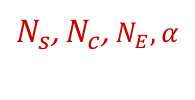 N_s, N_c, N_E, α